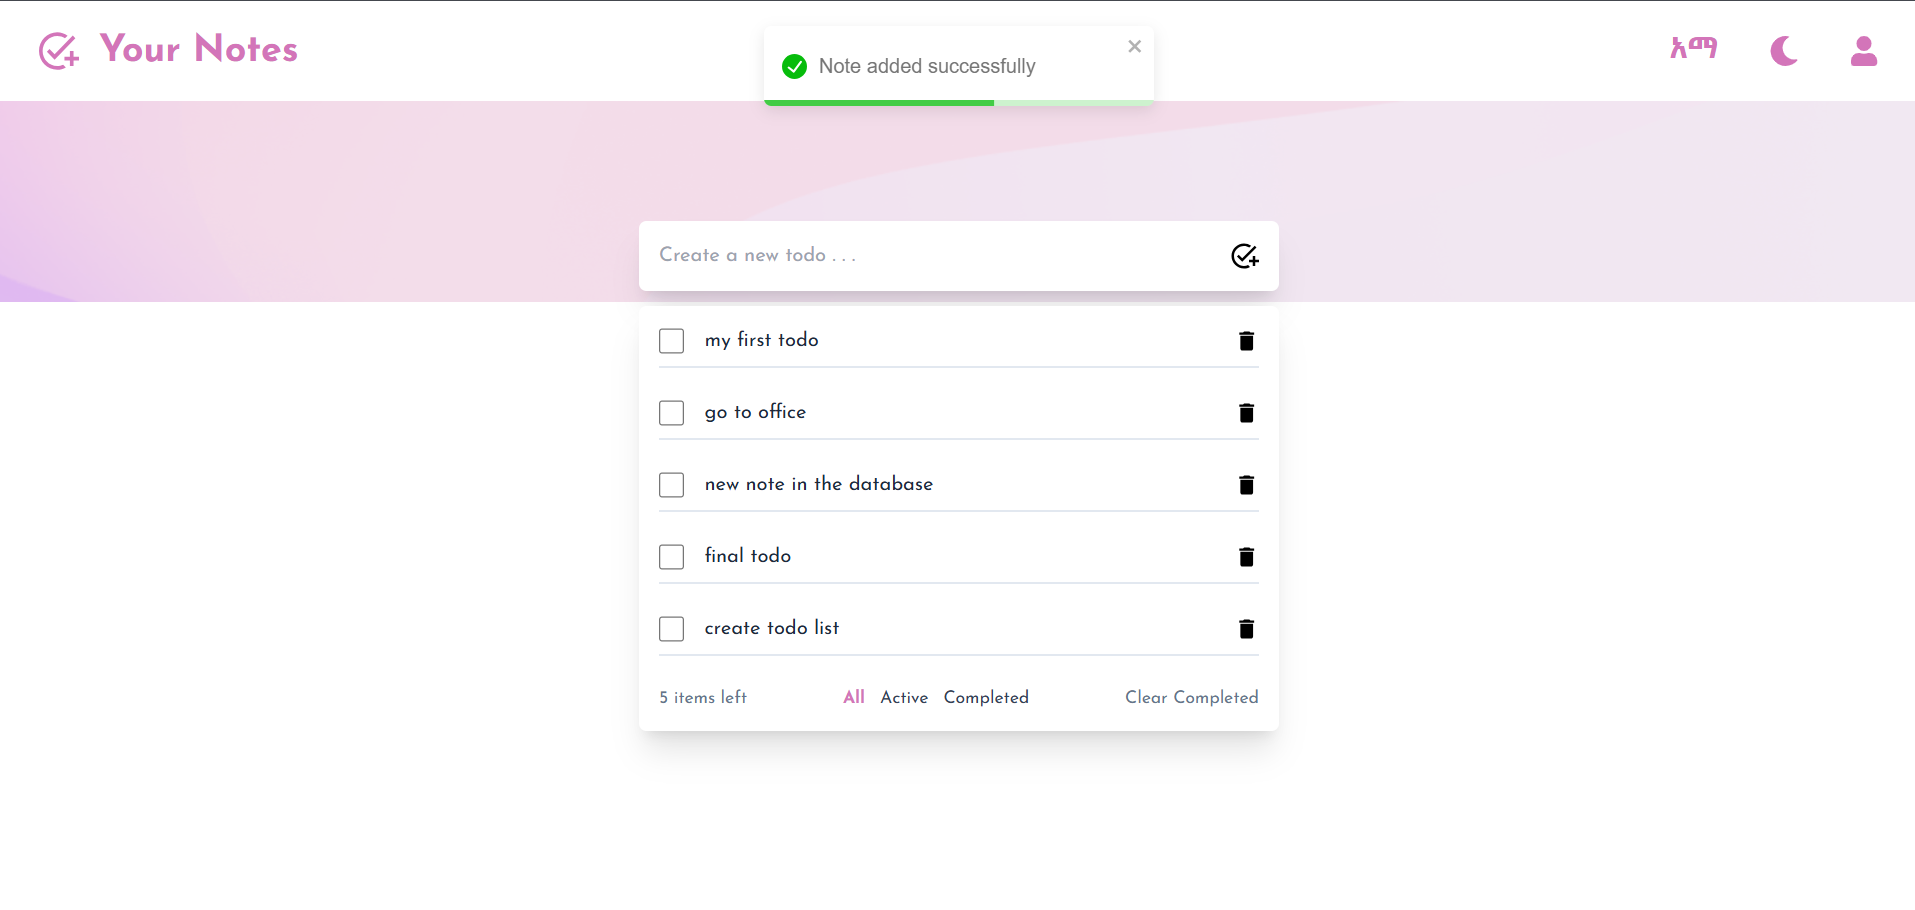 Your Notes
Note added successfully
አማ
Create a new todo . . .
my first todo
go to office
new note in the database
final todo
create todo list
5 items left All Active Completed Clear Completed